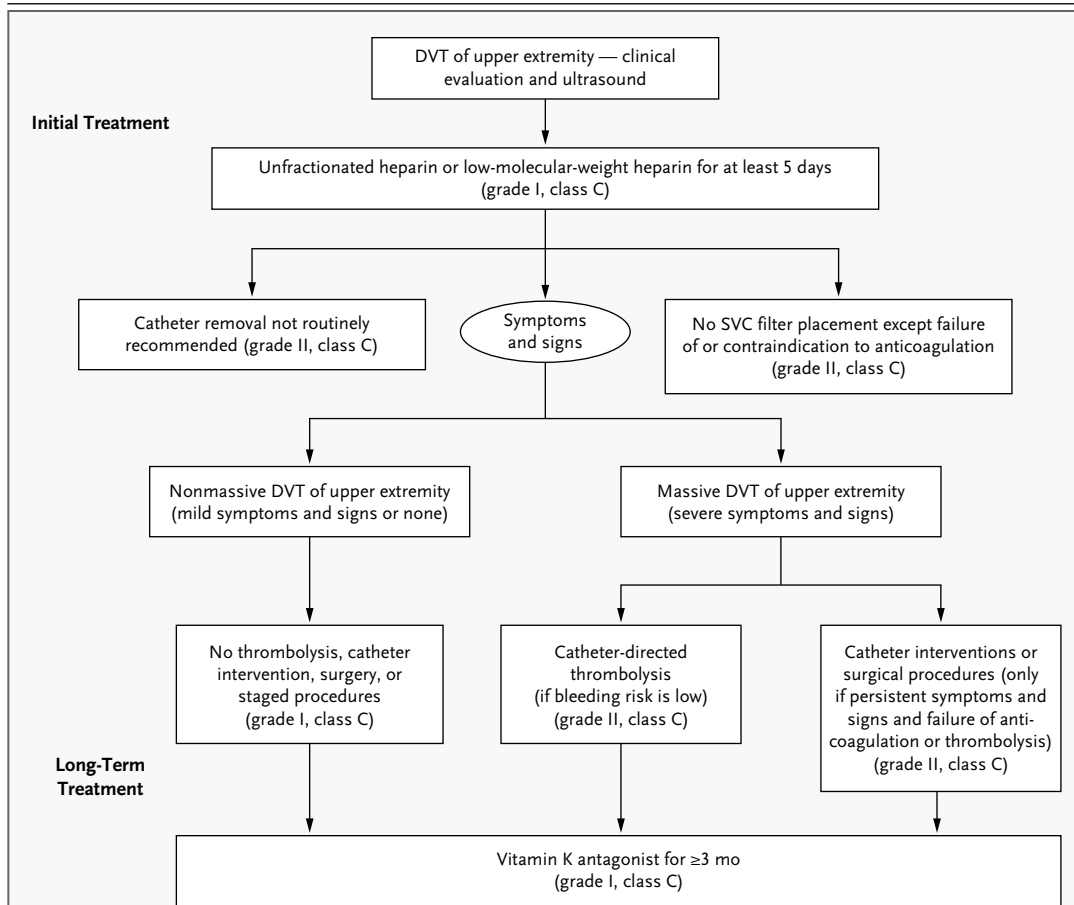 DVT of upper extremity — clinical
evaluation and ultrasound
Initial Treatment
Unfractionated heparin or low-molecular-weight heparin for at least 5 days
(grade I, class C)
Catheter removal not routinely
recommended (grade II, class C)
Symptoms
and signs
No SVC filter placement except failure
of or contraindication to anticoagulation
(grade II, class C)
Nonmassive DVT of upper extremity
(mild symptoms and signs or none)
Massive DVT of upper extremity
(severe symptoms and signs)
No thrombolysis, catheter
intervention, surgery, or
staged procedures
(grade I, class C)
Catheter-directed
thrombolysis
(if bleeding risk is low)
(grade II, class C)
Catheter interventions or
surgical procedures (only
if persistent symptoms and
signs and failure of anti-
coagulation or thrombolysis)
(grade II, class C)
Long-Term
Treatment
Vitamin K antagonist for ≥3 mo
(grade I, class C)